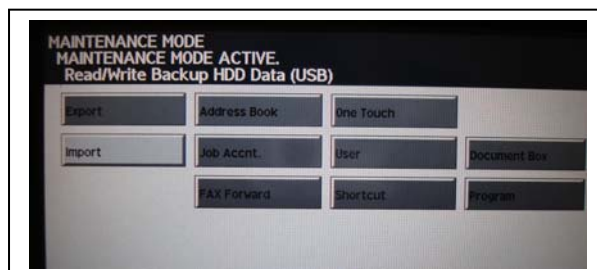 MAINTENANCE MODE
MAINTENANCE MODE ACTIVE.
Read/Write Backup HDD Data (USB)
Export Address Book One Touch
Import Job Accnt. User Document Box
FAX Forward Shortcut Program